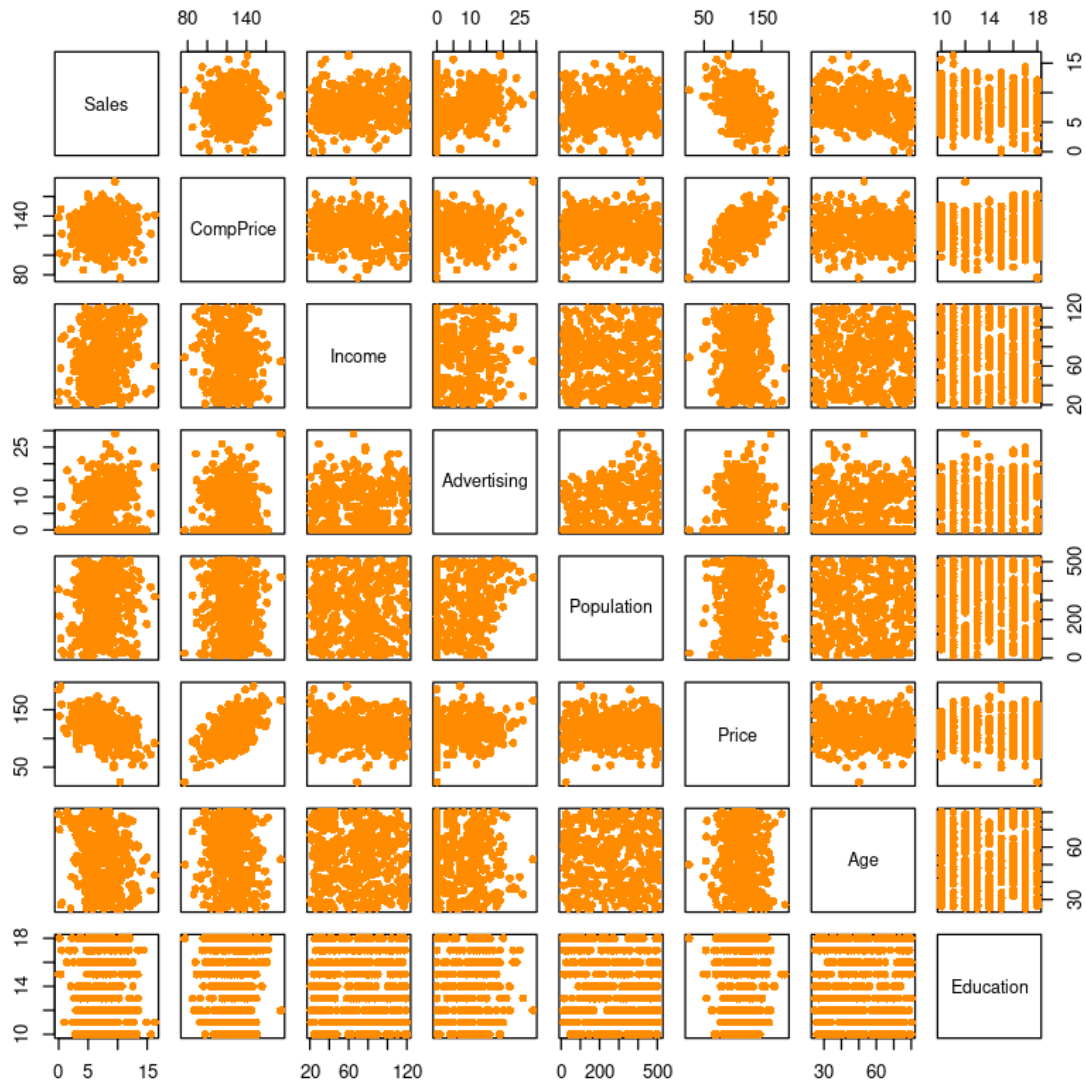 80 140 0 10 25 50 150 10 14 18
Sales 0 5 15
80 140 CompPrice
Income 20 60 120
0 10 25 Advertising
Population 0 200 500
50 150 Price
Age 30 60
10 14 18 Education
0 5 15 20 60 120 0 200 500 30 60